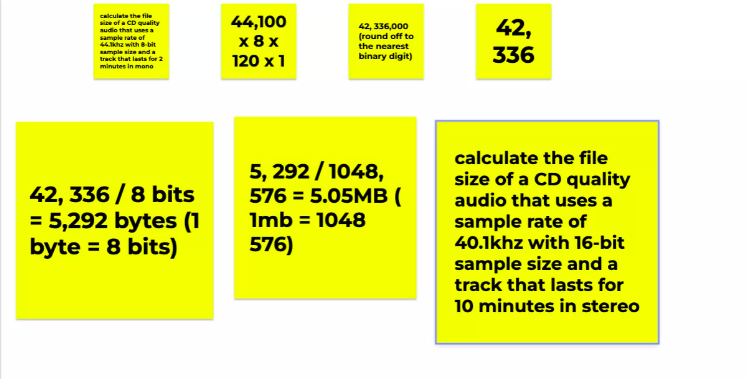 calculate the file
size of a CD quality
audio that uses a
sample rate of
44.1khz with 8-bit
sample size and a
track that lasts for 2
minutes in mono
44,100
x 8 x
120 x 1
42, 336,000
(round off to
the nearest
binary digit)
42,
336
42, 336 / 8 bits
= 5,292 bytes (1
byte = 8 bits)
5, 292 / 1048,
576 = 5.05MB (
1mb = 1048
576)
calculate the file
size of a CD quality
audio that uses a
sample rate of
40.1khz with 16-bit
sample size and a
track that lasts for
10 minutes in stereo